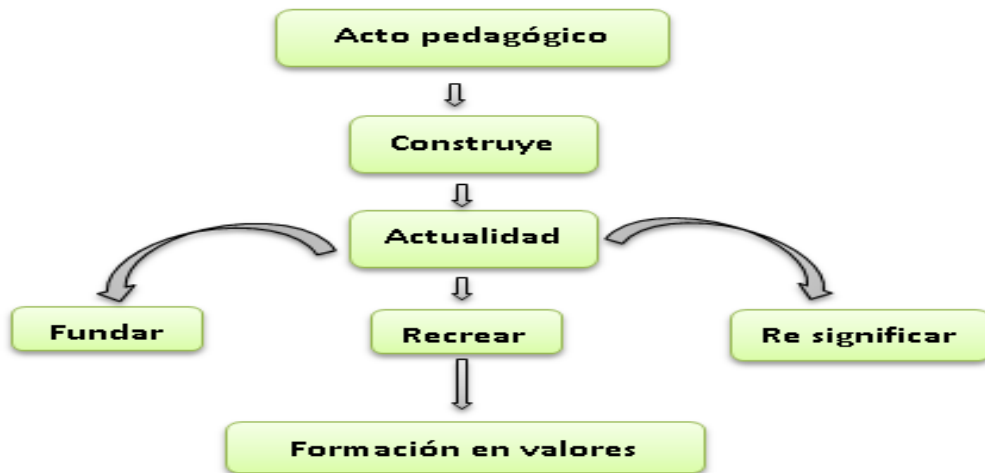 Acto pedagógico
Construye
Actualidad
Fundar
Recrear
Re significar
Formación en valores